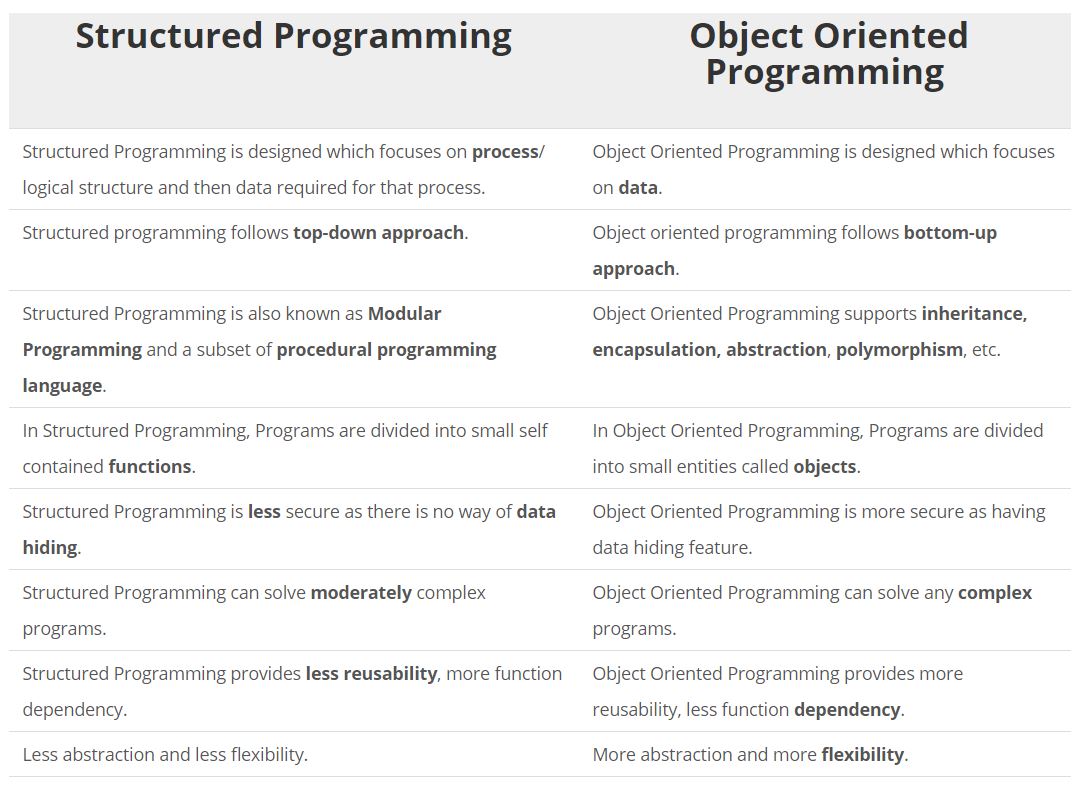 Structured Programming
Object Oriented
Programming
Structured Programming is designed which focuses on process/
logical structure and then data required for that process.
Object Oriented Programming is designed which focuses
on data.
Structured programming follows top-down approach.
Object oriented programming follows bottom-up
approach.
Structured Programming is also known as Modular
Programming and a subset of procedural programming
language.
Object Oriented Programming supports inheritance,
encapsulation, abstraction, polymorphism, etc.
In Structured Programming, Programs are divided into small self
contained functions.
In Object Oriented Programming, Programs are divided
into small entities called objects.
Structured Programming is less secure as there is no way of data
hiding.
Object Oriented Programming is more secure as having
data hiding feature.
Structured Programming can solve moderately complex
programs.
Object Oriented Programming can solve any complex
programs.
Structured Programming provides less reusability, more function
dependency.
Object Oriented Programming provides more
reusability, less function dependency.
Less abstraction and less flexibility.
More abstraction and more flexibility.